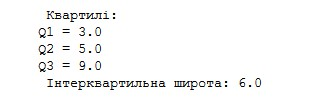 Квартилі:
Q1 = 3.0
Q2 = 5.0
Q3 = 9.0
Інтерквартильна широта: 6.0